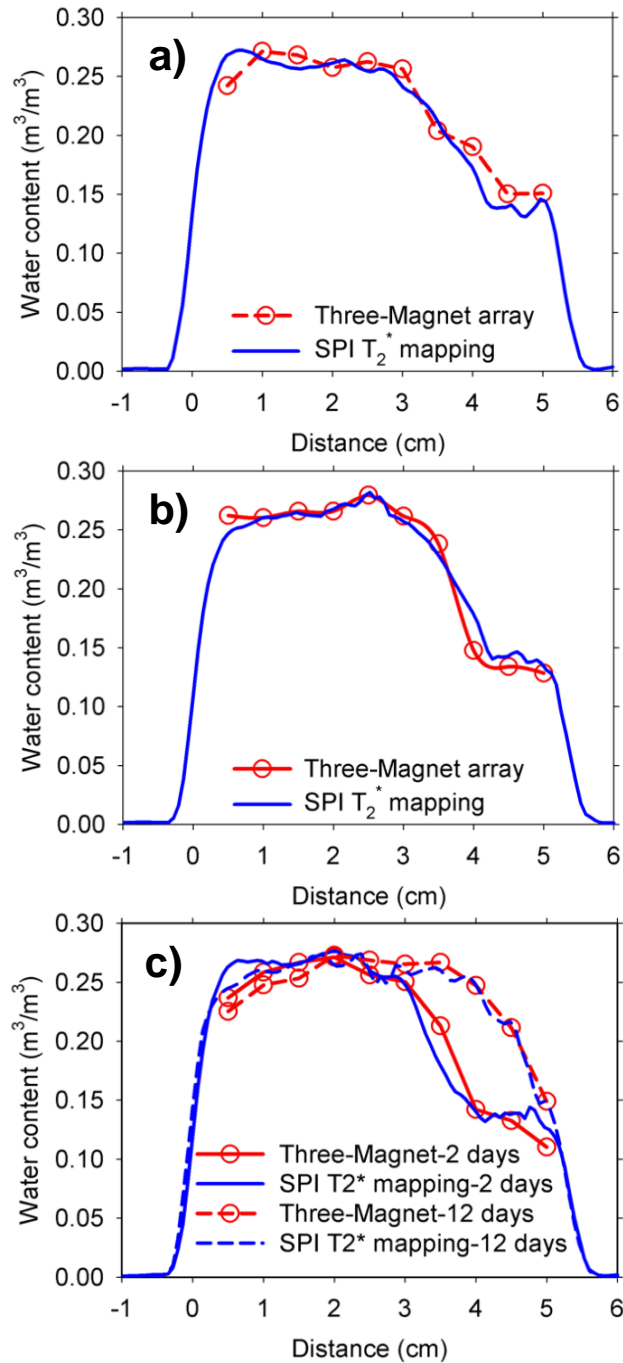 a)
0.30
0.25
0.20
0.15
0.10
0.05
0.00
Water content (m³/m³)
Three-Magnet array
SPI T₂* mapping
-1 0 1 2 3 4 5 6
Distance (cm)
b)
0.30
0.25
0.20
0.15
0.10
0.05
0.00
Water content (m³/m³)
Three-Magnet array
SPI T₂* mapping
-1 0 1 2 3 4 5 6
Distance (cm)
c)
0.30
0.25
0.20
0.15
0.10
0.05
0.00
Water content (m³/m³)
Three-Magnet-2 days
SPI T2* mapping-2 days
Three-Magnet-12 days
SPI T2* mapping-12 days
-1 0 1 2 3 4 5 6
Distance (cm)